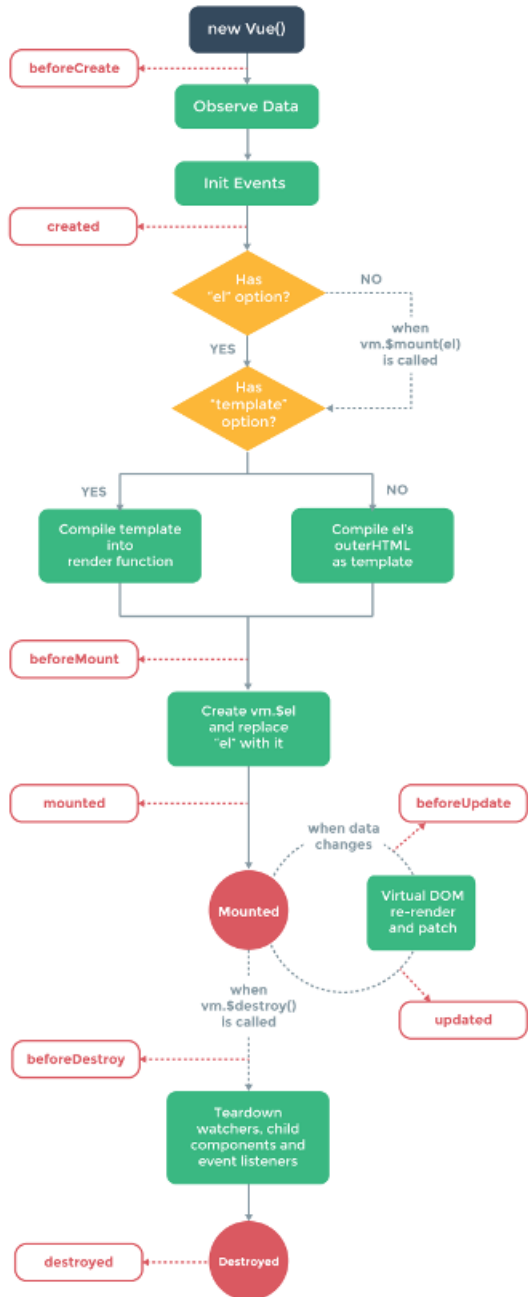 new Vue()
beforeCreate
Observe Data
Init Events
created
Has
"el" option?
NO
when
vm.$mount(el)
is called
YES
Has
"template"
option?
YES
NO
Compile template
into
render function
Compile el's
outerHTML
as template
beforeMount
Create vm.$el
and replace
"el" with it
mounted
beforeUpdate
when data
changes
Mounted
Virtual DOM
re-render
and patch
when
vm.$destroy()
is called
updated
beforeDestroy
Teardown
watchers, child
components and
event listeners
destroyed
Destroyed